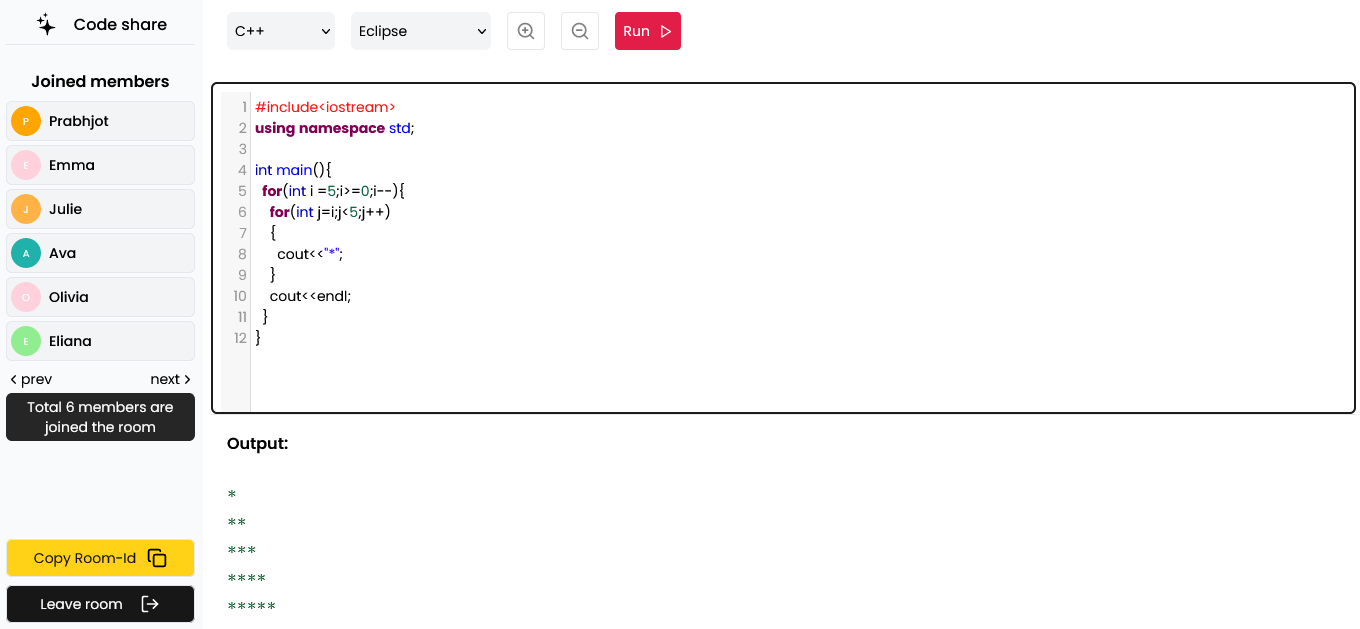 Code share
Joined members
P Prabhjot
E Emma
J Julie
A Ava
O Olivia
E Eliana
prev next
Total 6 members are
joined the room
Copy Room-Id
Leave room
C++ Eclipse Run
1 #include<iostream>
2 using namespace std;
3
4 int main(){
5 for(int i =5;i>=0;i--){
6 for(int j=i;j<5;j++)
7 {
8 cout<<"*";
9 }
10 cout<<endl;
11 }
12 }
Output:
*
**
***
****
*****